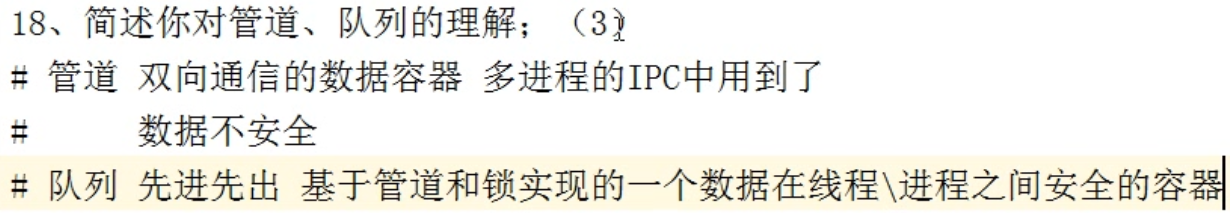 18、简述你对管道、队列的理解；（3）
# 管道 双向通信的数据容器 多进程的IPC中用到了
#      数据不安全
# 队列 先进先出 基于管道和锁实现的一个数据在线程\进程之间安全的容器